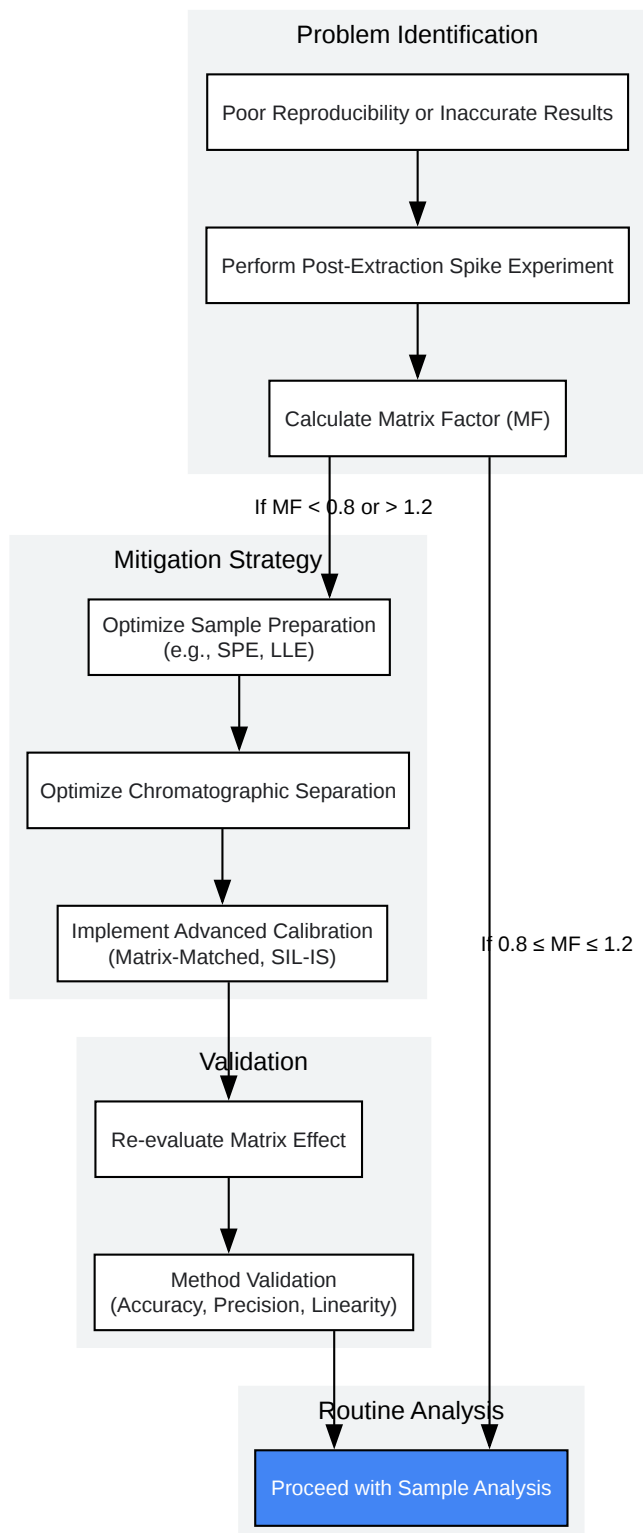 Problem Identification
Poor Reproducibility or Inaccurate Results
Perform Post-Extraction Spike Experiment
Calculate Matrix Factor (MF)
If MF < 0.8 or > 1.2
Mitigation Strategy
Optimize Sample Preparation
(e.g., SPE, LLE)
Optimize Chromatographic Separation
Implement Advanced Calibration
(Matrix-Matched, SIL-IS)
If 0.8 ≤ MF ≤ 1.2
Validation
Re-evaluate Matrix Effect
Method Validation
(Accuracy, Precision, Linearity)
Routine Analysis
Proceed with Sample Analysis